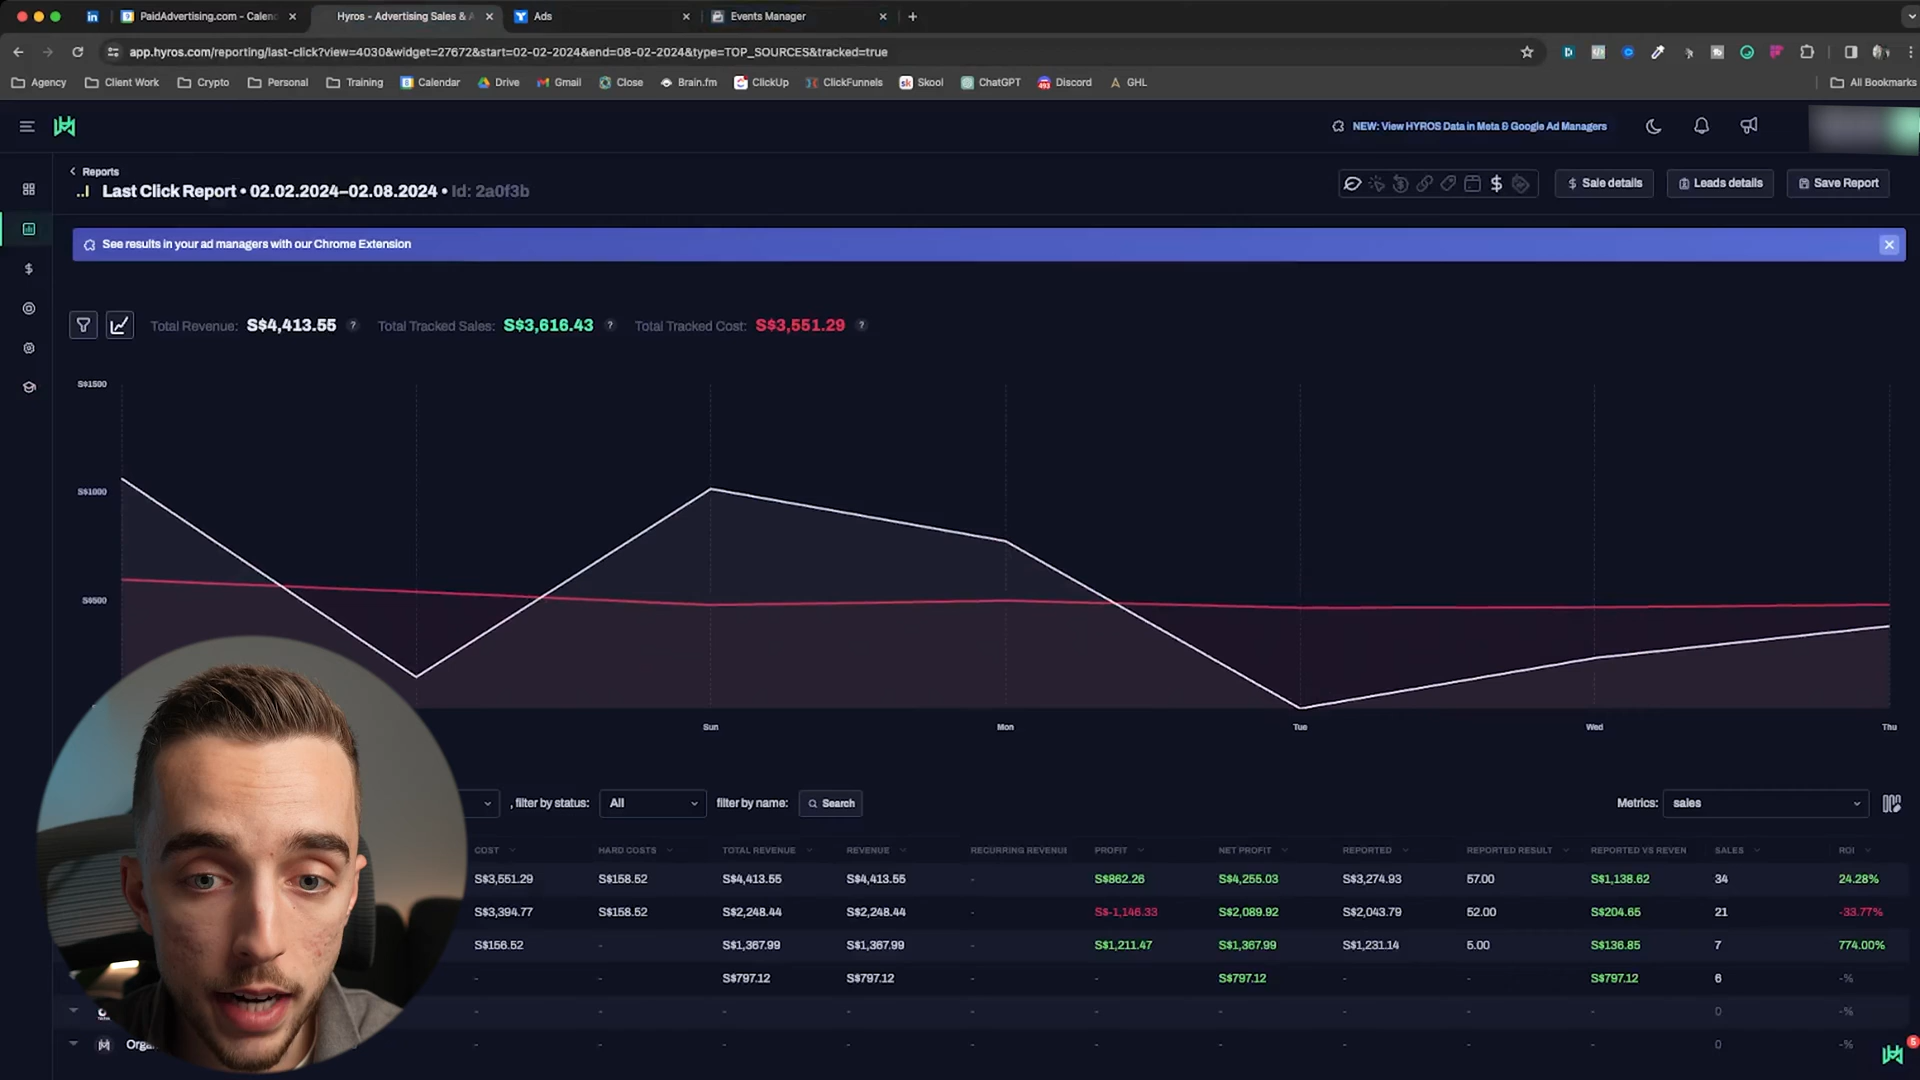 PaidAdvertising.com - Calenc
Hyros - Advertising Sales & A
Ads
Events Manager
app.hyros.com/reporting/last-click?view=4030&widget=27672&start=02-02-2024&end=08-02-2024&type=TOP_SOURCES&tracked=true
Agency
Client Work
Crypto
Personal
Training
Calendar
Drive
Gmail
Close
Brain.fm
ClickUp
ClickFunnels
Skool
ChatGPT
Discord
GHL
All Bookmarks
NEW: View HYROS Data in Meta & Google Ad Managers
Reports
Last Click Report • 02.02.2024–02.08.2024 • Id: 2a0f3b
$ Sale details
Leads details
Save Report
See results in your ad managers with our Chrome Extension
Total Revenue: S$4,413.55 ? Total Tracked Sales: S$3,616.43 ? Total Tracked Cost: S$3,551.29 ?
S$1500
S$1000
S$500
Sun Mon Tue Wed Thu
, filter by status: All filter by name: Search
Metrics: sales
COST HARD COSTS TOTAL REVENUE REVENUE RECURRING REVENUE PROFIT NET PROFIT REPORTED REPORTED RESULT REPORTED VS REVEN SALES ROI
S$3,551.29 S$158.52 S$4,413.55 S$4,413.55 - S$862.26 S$4,255.03 S$3,274.93 57.00 S$1,138.62 34 24.28%
S$3,394.77 S$158.52 S$2,248.44 S$2,248.44 - S$-1,146.33 S$2,089.92 S$2,043.79 52.00 S$204.65 21 -33.77%
S$156.52 - S$1,367.99 S$1,367.99 - S$1,211.47 S$1,367.99 S$1,231.14 5.00 S$136.85 7 774.00%
- - S$797.12 S$797.12 - - S$797.12 - - S$797.12 6 -%
- - - - - - - - - - 0 -%
Orga - - - - - - - - - - 0 -%
5